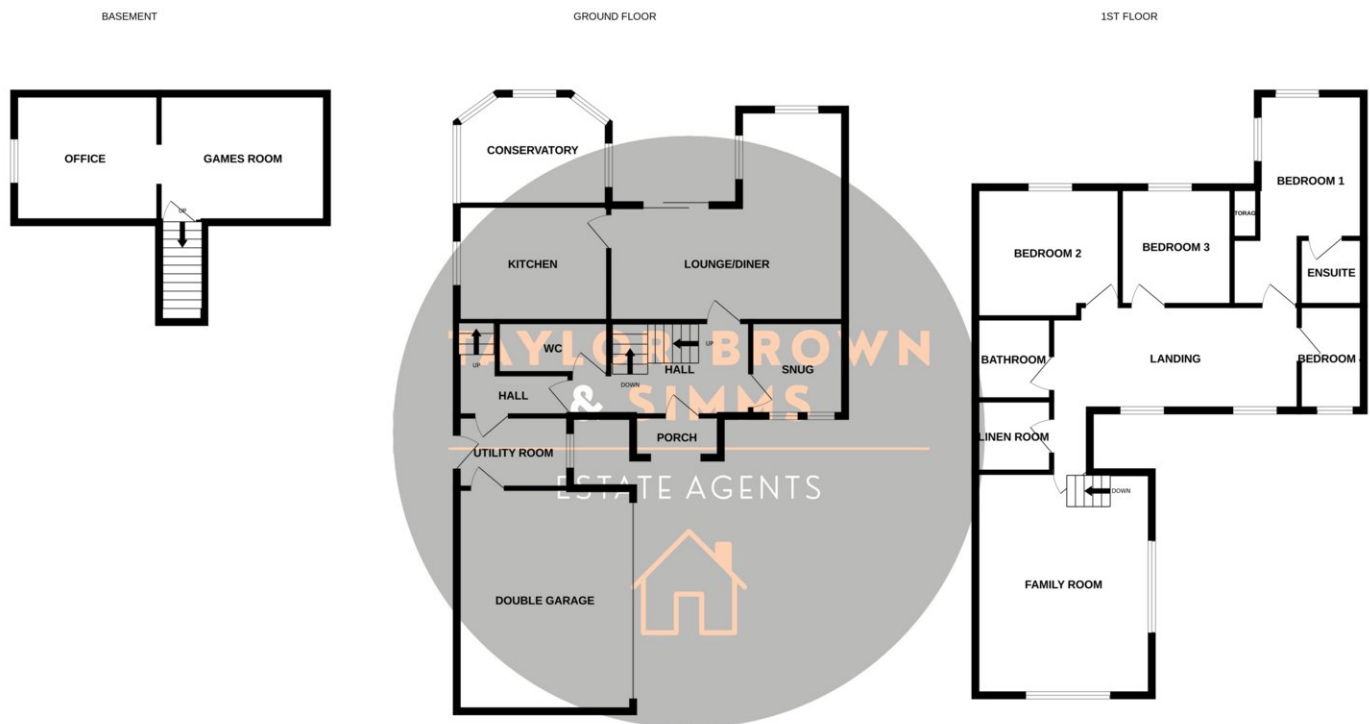 BASEMENT
GROUND FLOOR
1ST FLOOR
OFFICE
GAMES ROOM
UP
CONSERVATORY
KITCHEN
LOUNGE/DINER
WC
UP
DOWN
UP
HALL
SNUG
HALL
PORCH
UTILITY ROOM
DOUBLE GARAGE
TAYLOR BROWN
& SIMMS
ESTATE AGENTS
BEDROOM 1
TORAG
BEDROOM 2
BEDROOM 3
ENSUITE
BATHROOM
LANDING
BEDROOM
LINEN ROOM
DOWN
FAMILY ROOM